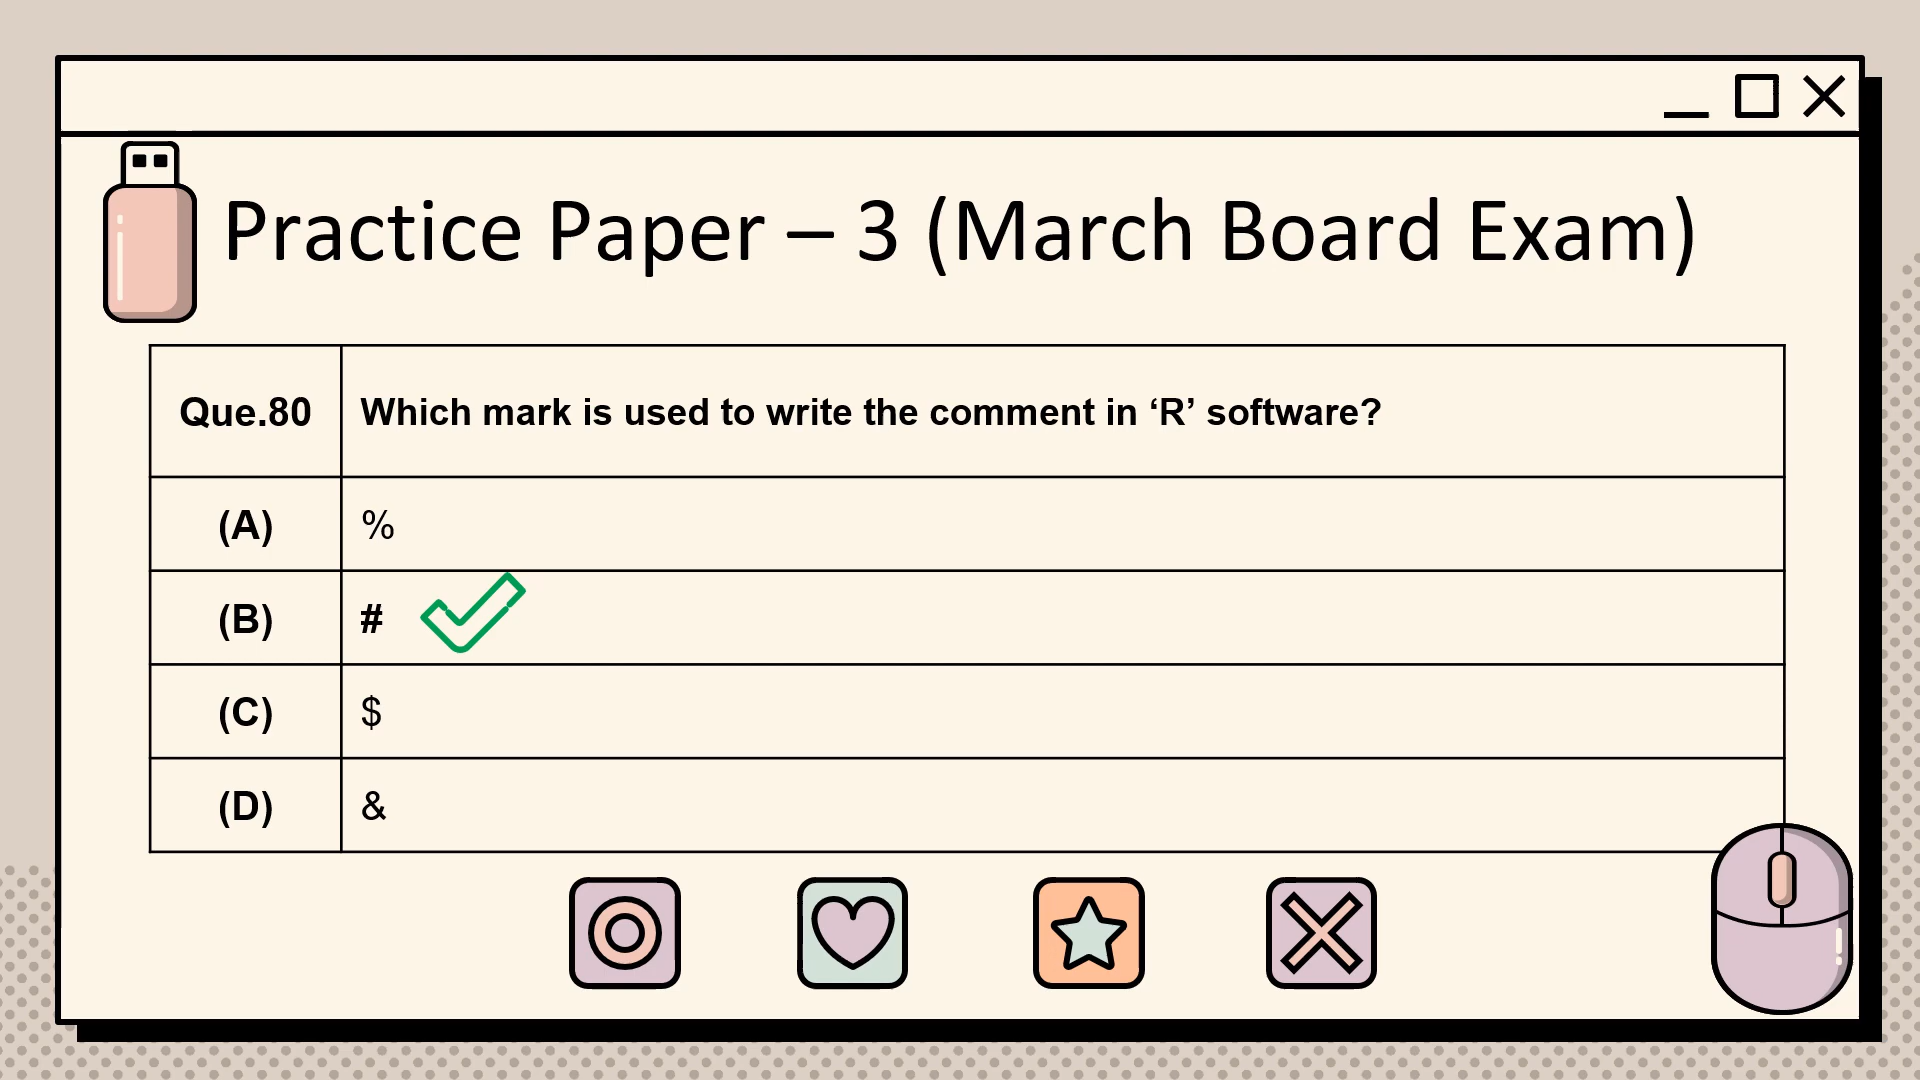 Practice Paper – 3 (March Board Exam)
Que.80 Which mark is used to write the comment in ‘R’ software?
(A) %
(B) #
(C) $
(D) &